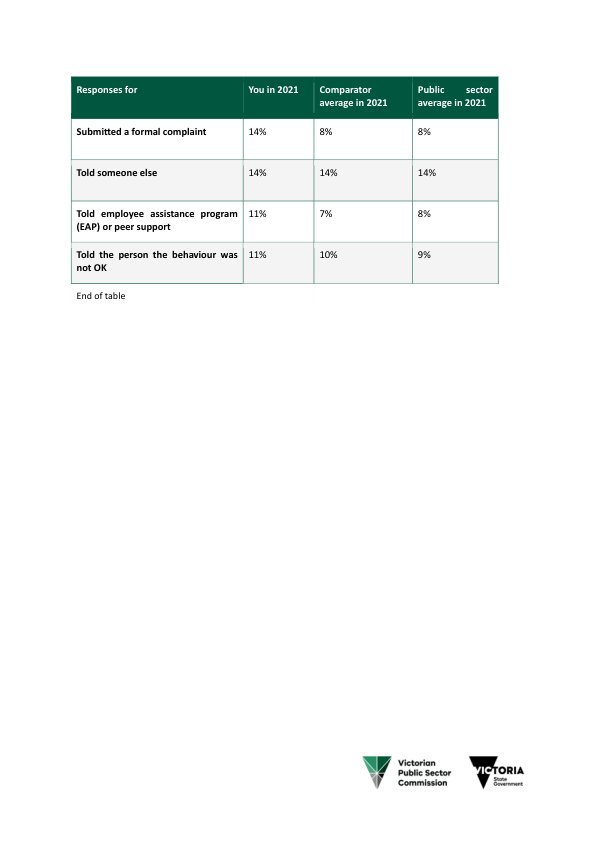 Responses for You in 2021 Comparator Public sector
average in 2021 average in 2021
Submitted a formal complaint 14% 8% 8%
Told someone else 14% 14% 14%
Told employee assistance program 11% 7% 8%
(EAP) or peer support
Told the person the behaviour was 11% 10% 9%
not OK
End of table
Victorian
Public Sector
Commission
VICTORIA
State
Government